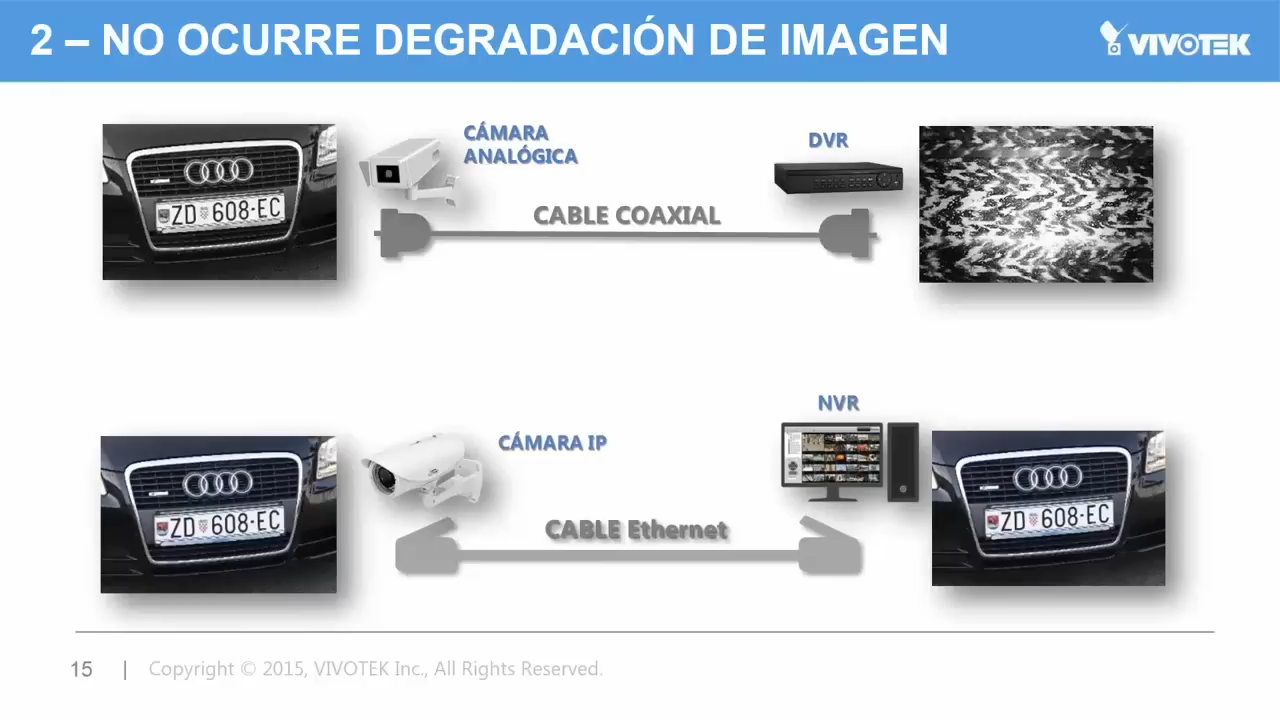 2 – NO OCURRE DEGRADACIÓN DE IMAGEN
VIVOTEK
CÁMARA
ANALÓGICA
DVR
CABLE COAXIAL
ZD 608-EC
NVR
CÁMARA IP
CABLE Ethernet
ZD 608-EC
ZD 608-EC
15 | Copyright © 2015, VIVOTEK Inc., All Rights Reserved.